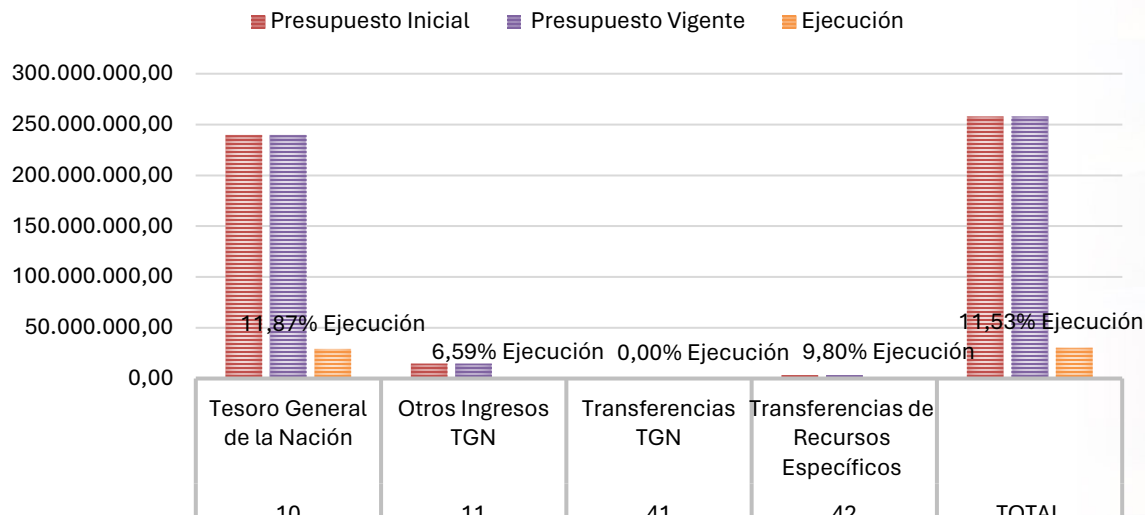 Presupuesto Inicial Presupuesto Vigente Ejecución
300.000.000,00
250.000.000,00
200.000.000,00
150.000.000,00
100.000.000,00
50.000.000,00
0,00
11,87% Ejecución
6,59% Ejecución
0,00% Ejecución
9,80% Ejecución
11,53% Ejecución
Tesoro General
de la Nación
Otros Ingresos
TGN
Transferencias
TGN
Transferencias de
Recursos
Específicos
10 11 41 42 TOTAL